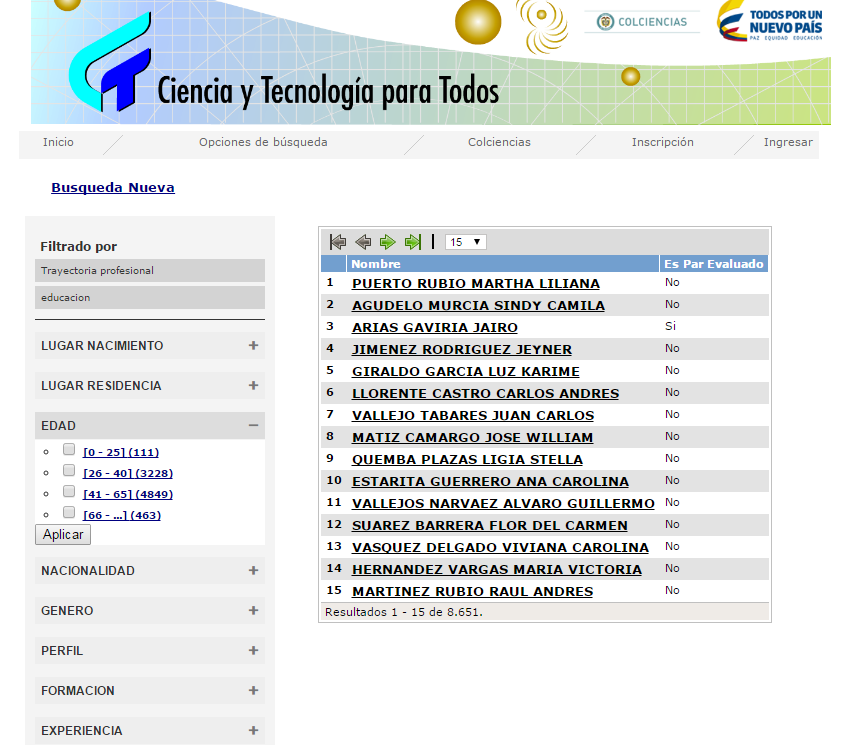 COLCIENCIAS
TODOS POR UN
NUEVO PAÍS
PAZ EQUIDAD EDUCACIÓN
Ciencia y Tecnología para Todos
Inicio Opciones de búsqueda Colciencias Inscripción Ingresar
Busqueda Nueva
Filtrado por
Trayectoria profesional
educacion
LUGAR NACIMIENTO +
LUGAR RESIDENCIA +
EDAD −
[0 - 25] (111)
[26 - 40] (3228)
[41 - 65] (4849)
[66 - ...] (463)
Aplicar
NACIONALIDAD +
GENERO +
PERFIL +
FORMACION +
EXPERIENCIA +
15
Nombre Es Par Evaluado
1 PUERTO RUBIO MARTHA LILIANA No
2 AGUDELO MURCIA SINDY CAMILA No
3 ARIAS GAVIRIA JAIRO Si
4 JIMENEZ RODRIGUEZ JEYNER No
5 GIRALDO GARCIA LUZ KARIME No
6 LLORENTE CASTRO CARLOS ANDRES No
7 VALLEJO TABARES JUAN CARLOS No
8 MATIZ CAMARGO JOSE WILLIAM No
9 QUEMBA PLAZAS LIGIA STELLA No
10 ESTARITA GUERRERO ANA CAROLINA No
11 VALLEJOS NARVAEZ ALVARO GUILLERMO No
12 SUAREZ BARRERA FLOR DEL CARMEN No
13 VASQUEZ DELGADO VIVIANA CAROLINA No
14 HERNANDEZ VARGAS MARIA VICTORIA No
15 MARTINEZ RUBIO RAUL ANDRES No
Resultados 1 - 15 de 8.651.